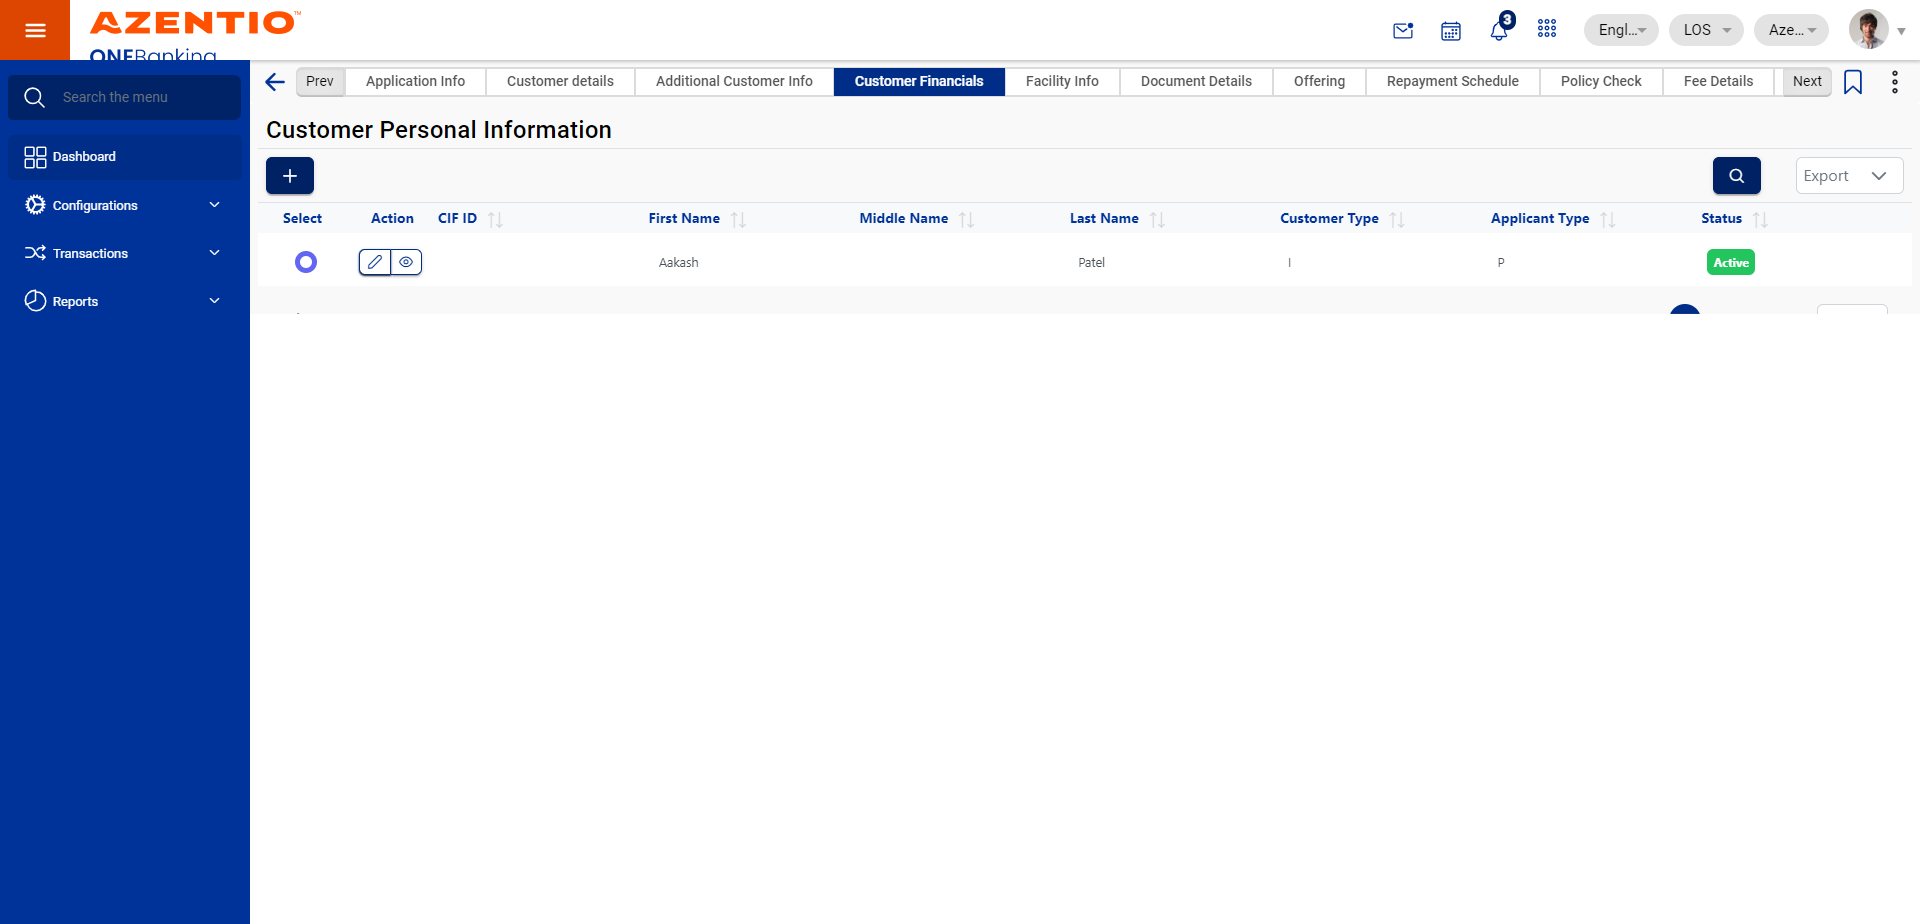 AZENTIO™
ONEBanking
3
Engl...
LOS
Aze...
Search the menu
Dashboard
Configurations
Transactions
Reports
Prev
Application Info
Customer details
Additional Customer Info
Customer Financials
Facility Info
Document Details
Offering
Repayment Schedule
Policy Check
Fee Details
Next
Customer Personal Information
+
Export
Select
Action
CIF ID
First Name
Middle Name
Last Name
Customer Type
Applicant Type
Status
Aakash
Patel
I
P
Active